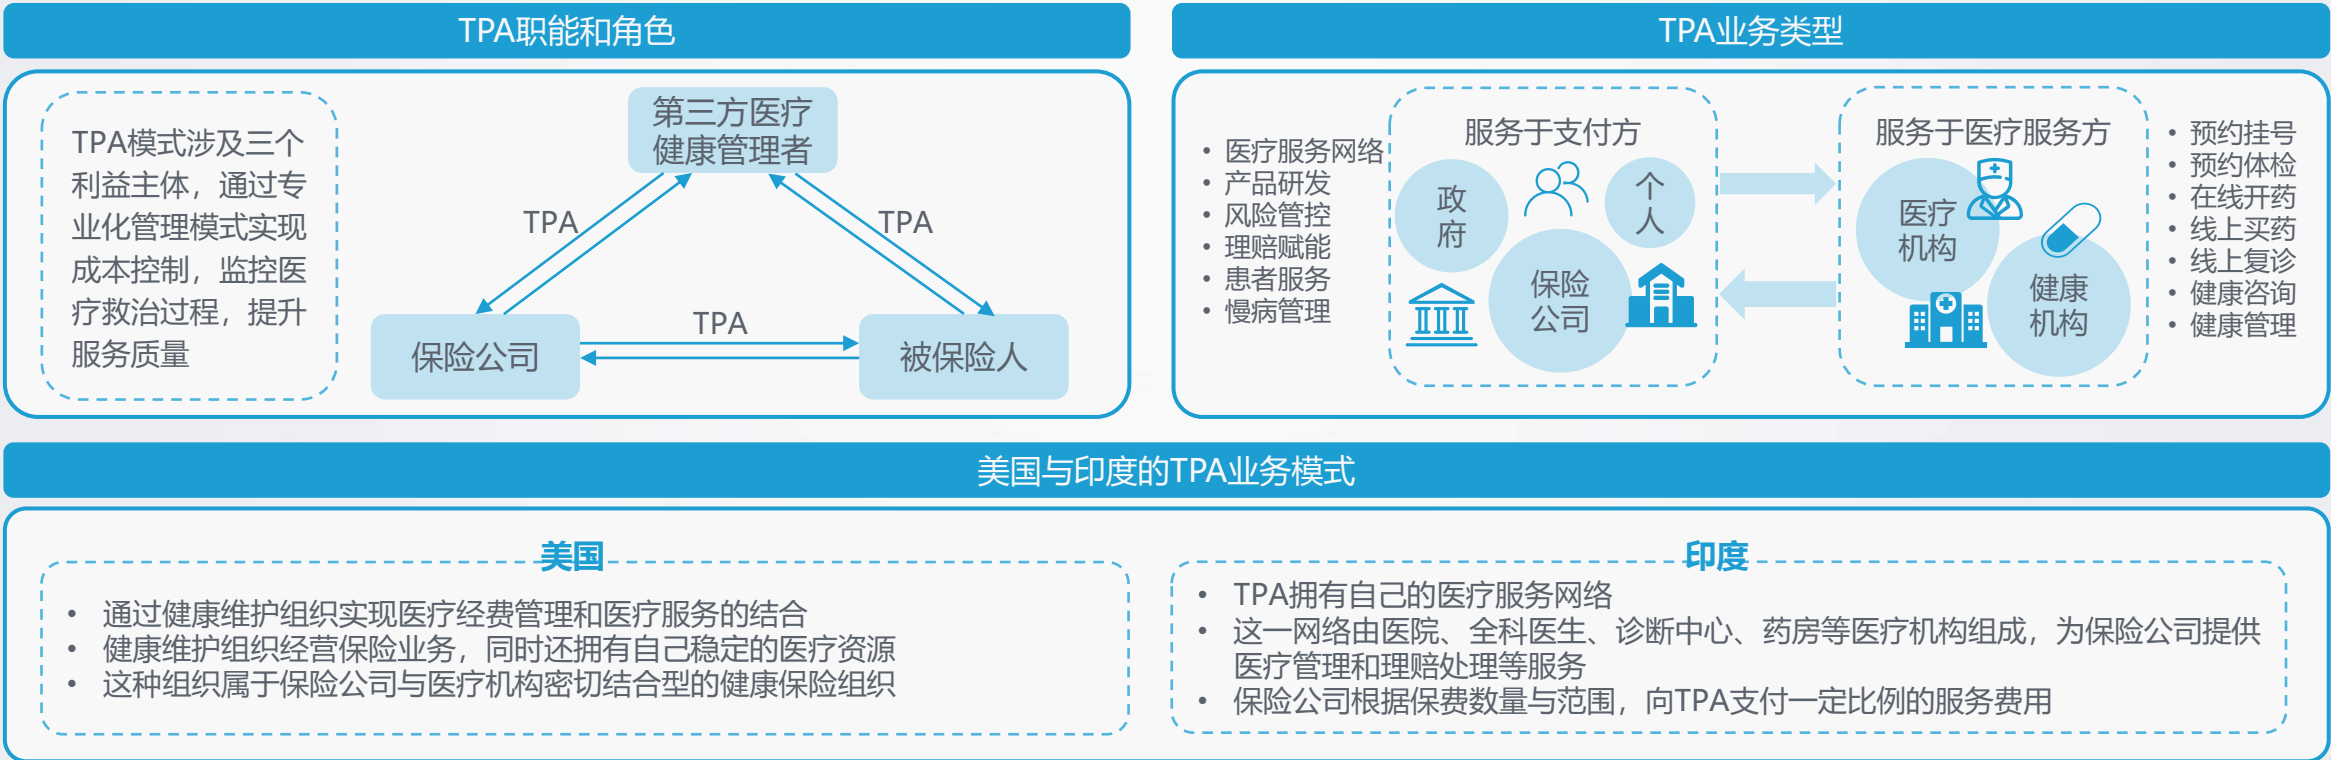 TPA职能和角色
TPA模式涉及三个
利益主体，通过专
业化管理模式实现
成本控制，监控医
疗救治过程，提升
服务质量
第三方医疗
健康管理者
TPA
TPA
TPA
保险公司
被保险人
TPA业务类型
• 医疗服务网络
• 产品研发
• 风险管控
• 理赔赋能
• 患者服务
• 慢病管理
服务于支付方
政
府
个
人
保险
公司
服务于医疗服务方
医疗
机构
健康
机构
• 预约挂号
• 预约体检
• 在线开药
• 线上买药
• 线上复诊
• 健康咨询
• 健康管理
美国与印度的TPA业务模式
美国
• 通过健康维护组织实现医疗经费管理和医疗服务的结合
• 健康维护组织经营保险业务，同时还拥有自己稳定的医疗资源
• 这种组织属于保险公司与医疗机构密切结合型的健康保险组织
印度
• TPA拥有自己的医疗服务网络
• 这一网络由医院、全科医生、诊断中心、药房等医疗机构组成，为保险公司提供
医疗管理和理赔处理等服务
• 保险公司根据保费数量与范围，向TPA支付一定比例的服务费用